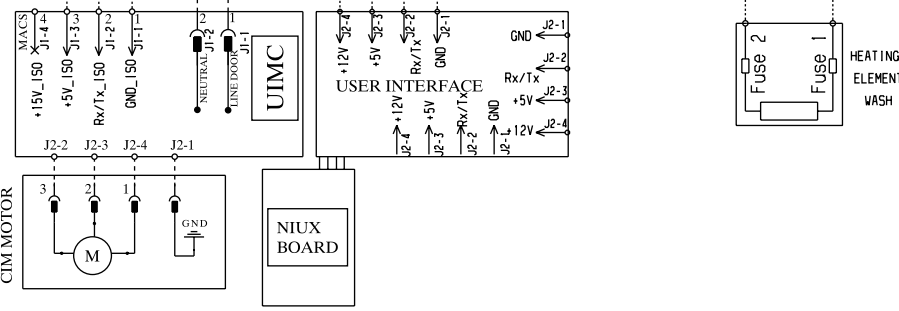 MACS
4
3
2
1
J1-4
J1-3
J1-2
J1-1
+15V_ISO
+5V_ISO
Rx/Tx_ISO
GND_ISO
2
1
J1-2
J1-1
NEUTRAL
LINE DOOR
UIMC
J2-2
J2-3
J2-4
J2-1
CIM MOTOR
3
2
1
GND
M
J2-4
J2-3
J2-2
J2-1
+12V
+5V
Rx/Tx
GND
USER INTERFACE
J2-1
GND
J2-2
Rx/Tx
J2-3
+5V
J2-4
+12V
+12V
+5V
Rx/Tx
GND
J2-4
J2-3
J2-2
J2-1
NIUX
BOARD
Fuse 2
Fuse 1
HEATING
ELEMENT
WASH